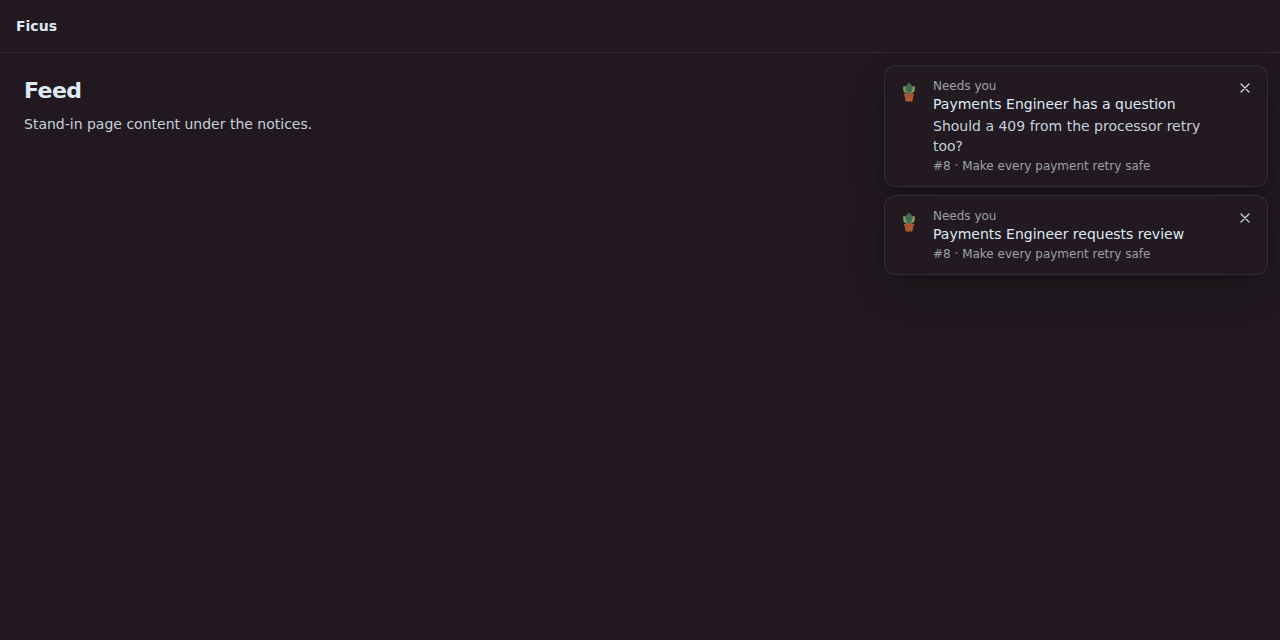 Ficus
Feed
Stand-in page content under the notices.
Needs you
Payments Engineer has a question
Should a 409 from the processor retry
too?
#8 · Make every payment retry safe
Needs you
Payments Engineer requests review
#8 · Make every payment retry safe